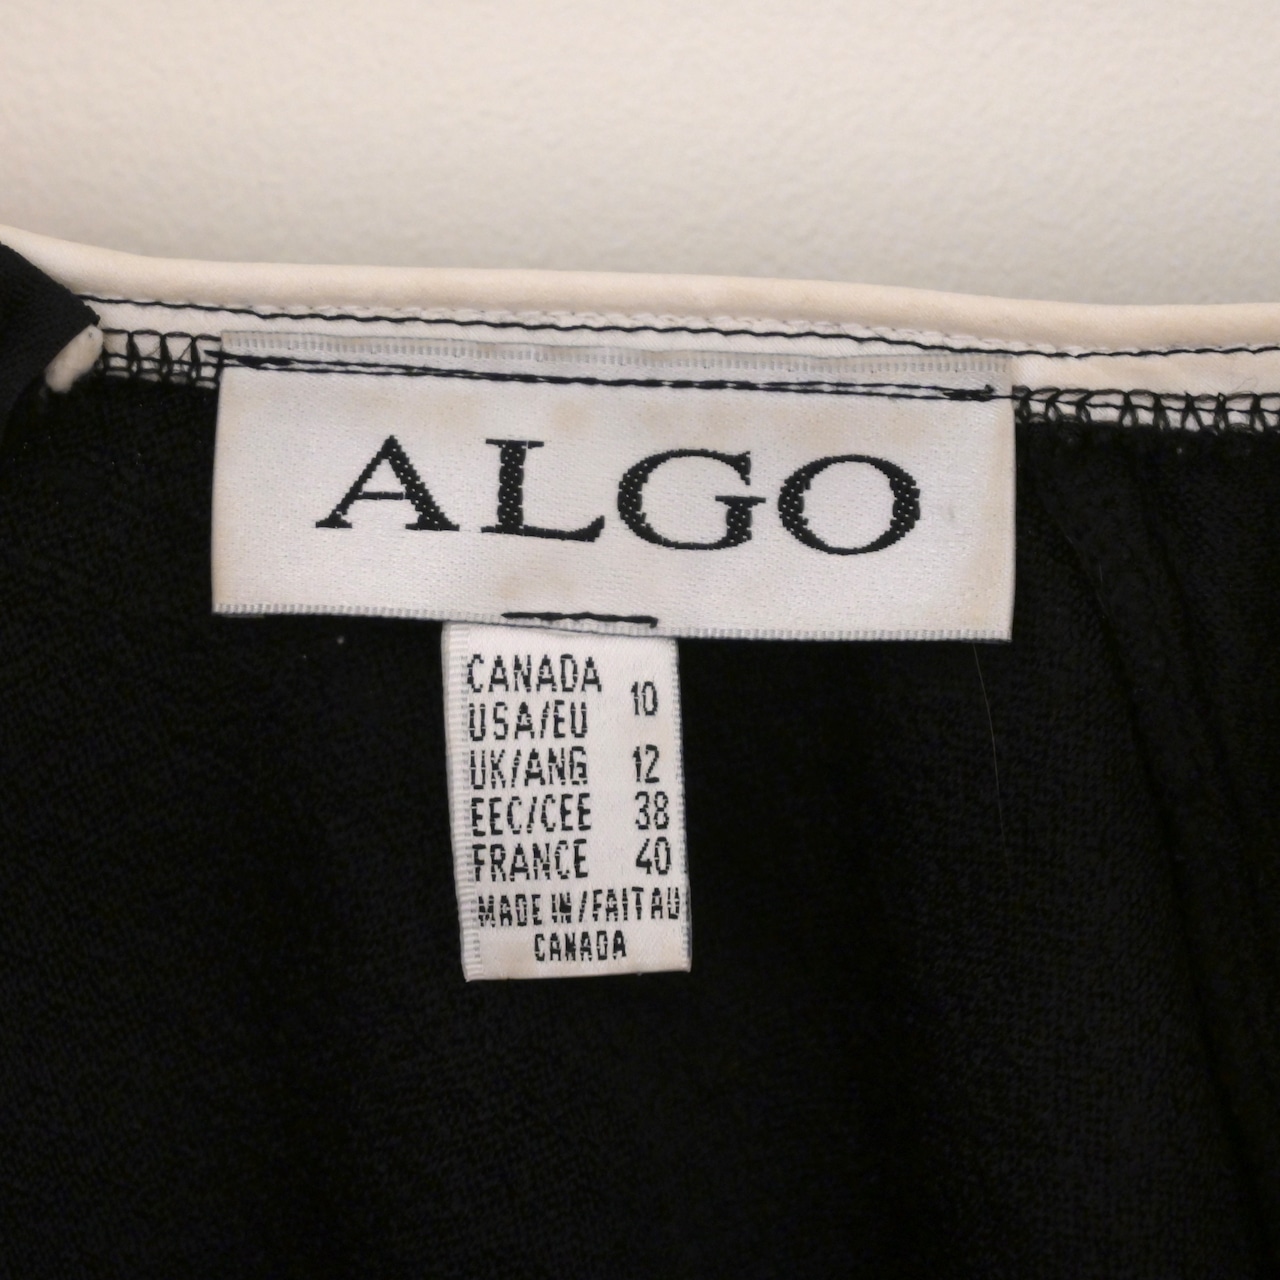 ALGO
CANADA
USA/EU 10
UK/ANG 12
EEC/CEE 38
FRANCE 40
MADE IN/FAIT AU
CANADA